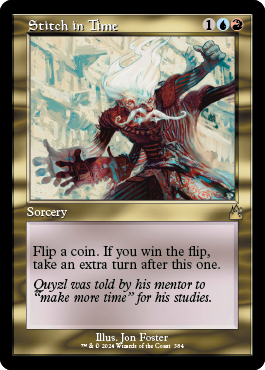 Stitch in Time
1
Sorcery
Flip a coin. If you win the flip,
take an extra turn after this one.
Quyzl was told by his mentor to
“make more time” for his studies.
Illus. Jon Foster
™ & © 2024 Wizards of the Coast 384